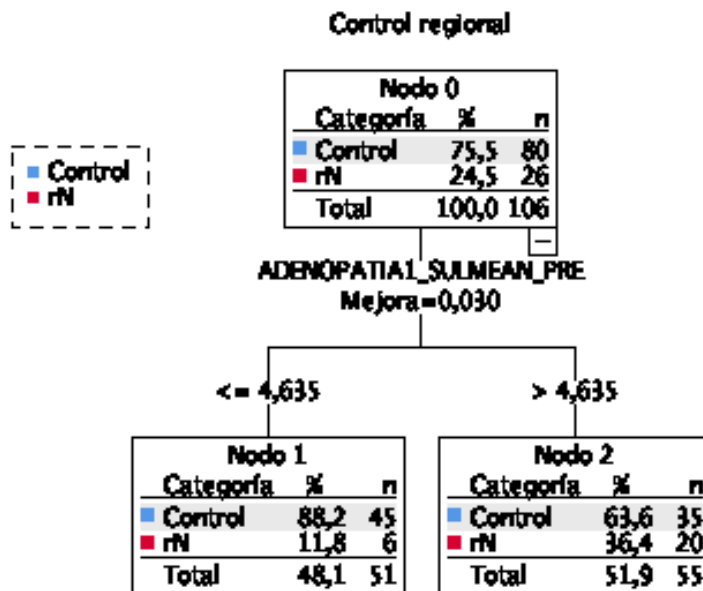 Control regional
Nodo 0
Categoría % n
Control 75,5 80
rN 24,5 26
Total 100,0 106
Control
rN
ADENOPATIA1_SULMEAN_PRE
Mejora=0,030
<= 4,635
> 4,635
Nodo 1
Categoría % n
Control 88,2 45
rN 11,8 6
Total 48,1 51
Nodo 2
Categoría % n
Control 63,6 35
rN 36,4 20
Total 51,9 55